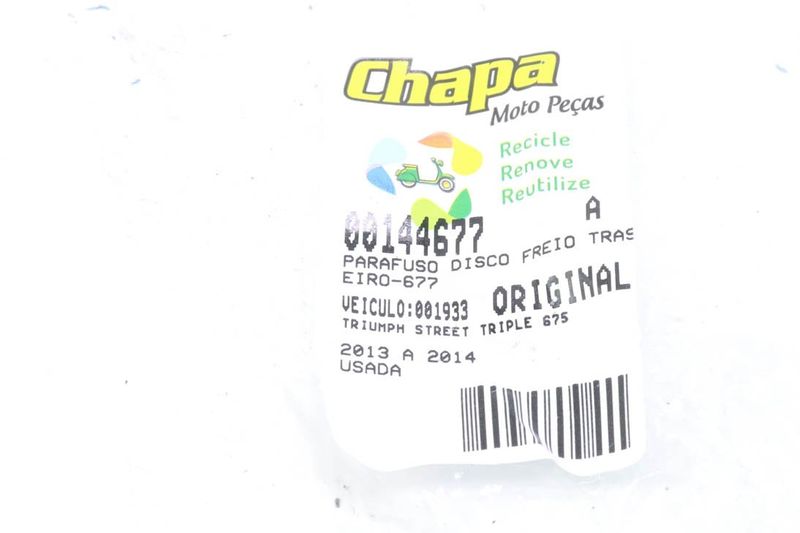 Chapa
Moto Peças
Recicle
Renove
Reutilize
A
00144677
PARAFUSO DISCO FREIO TRAS
EIRO-677
VEICULO:001933 ORIGINAL
TRIUMPH STREET TRIPLE 675
2013 A 2014
USADA